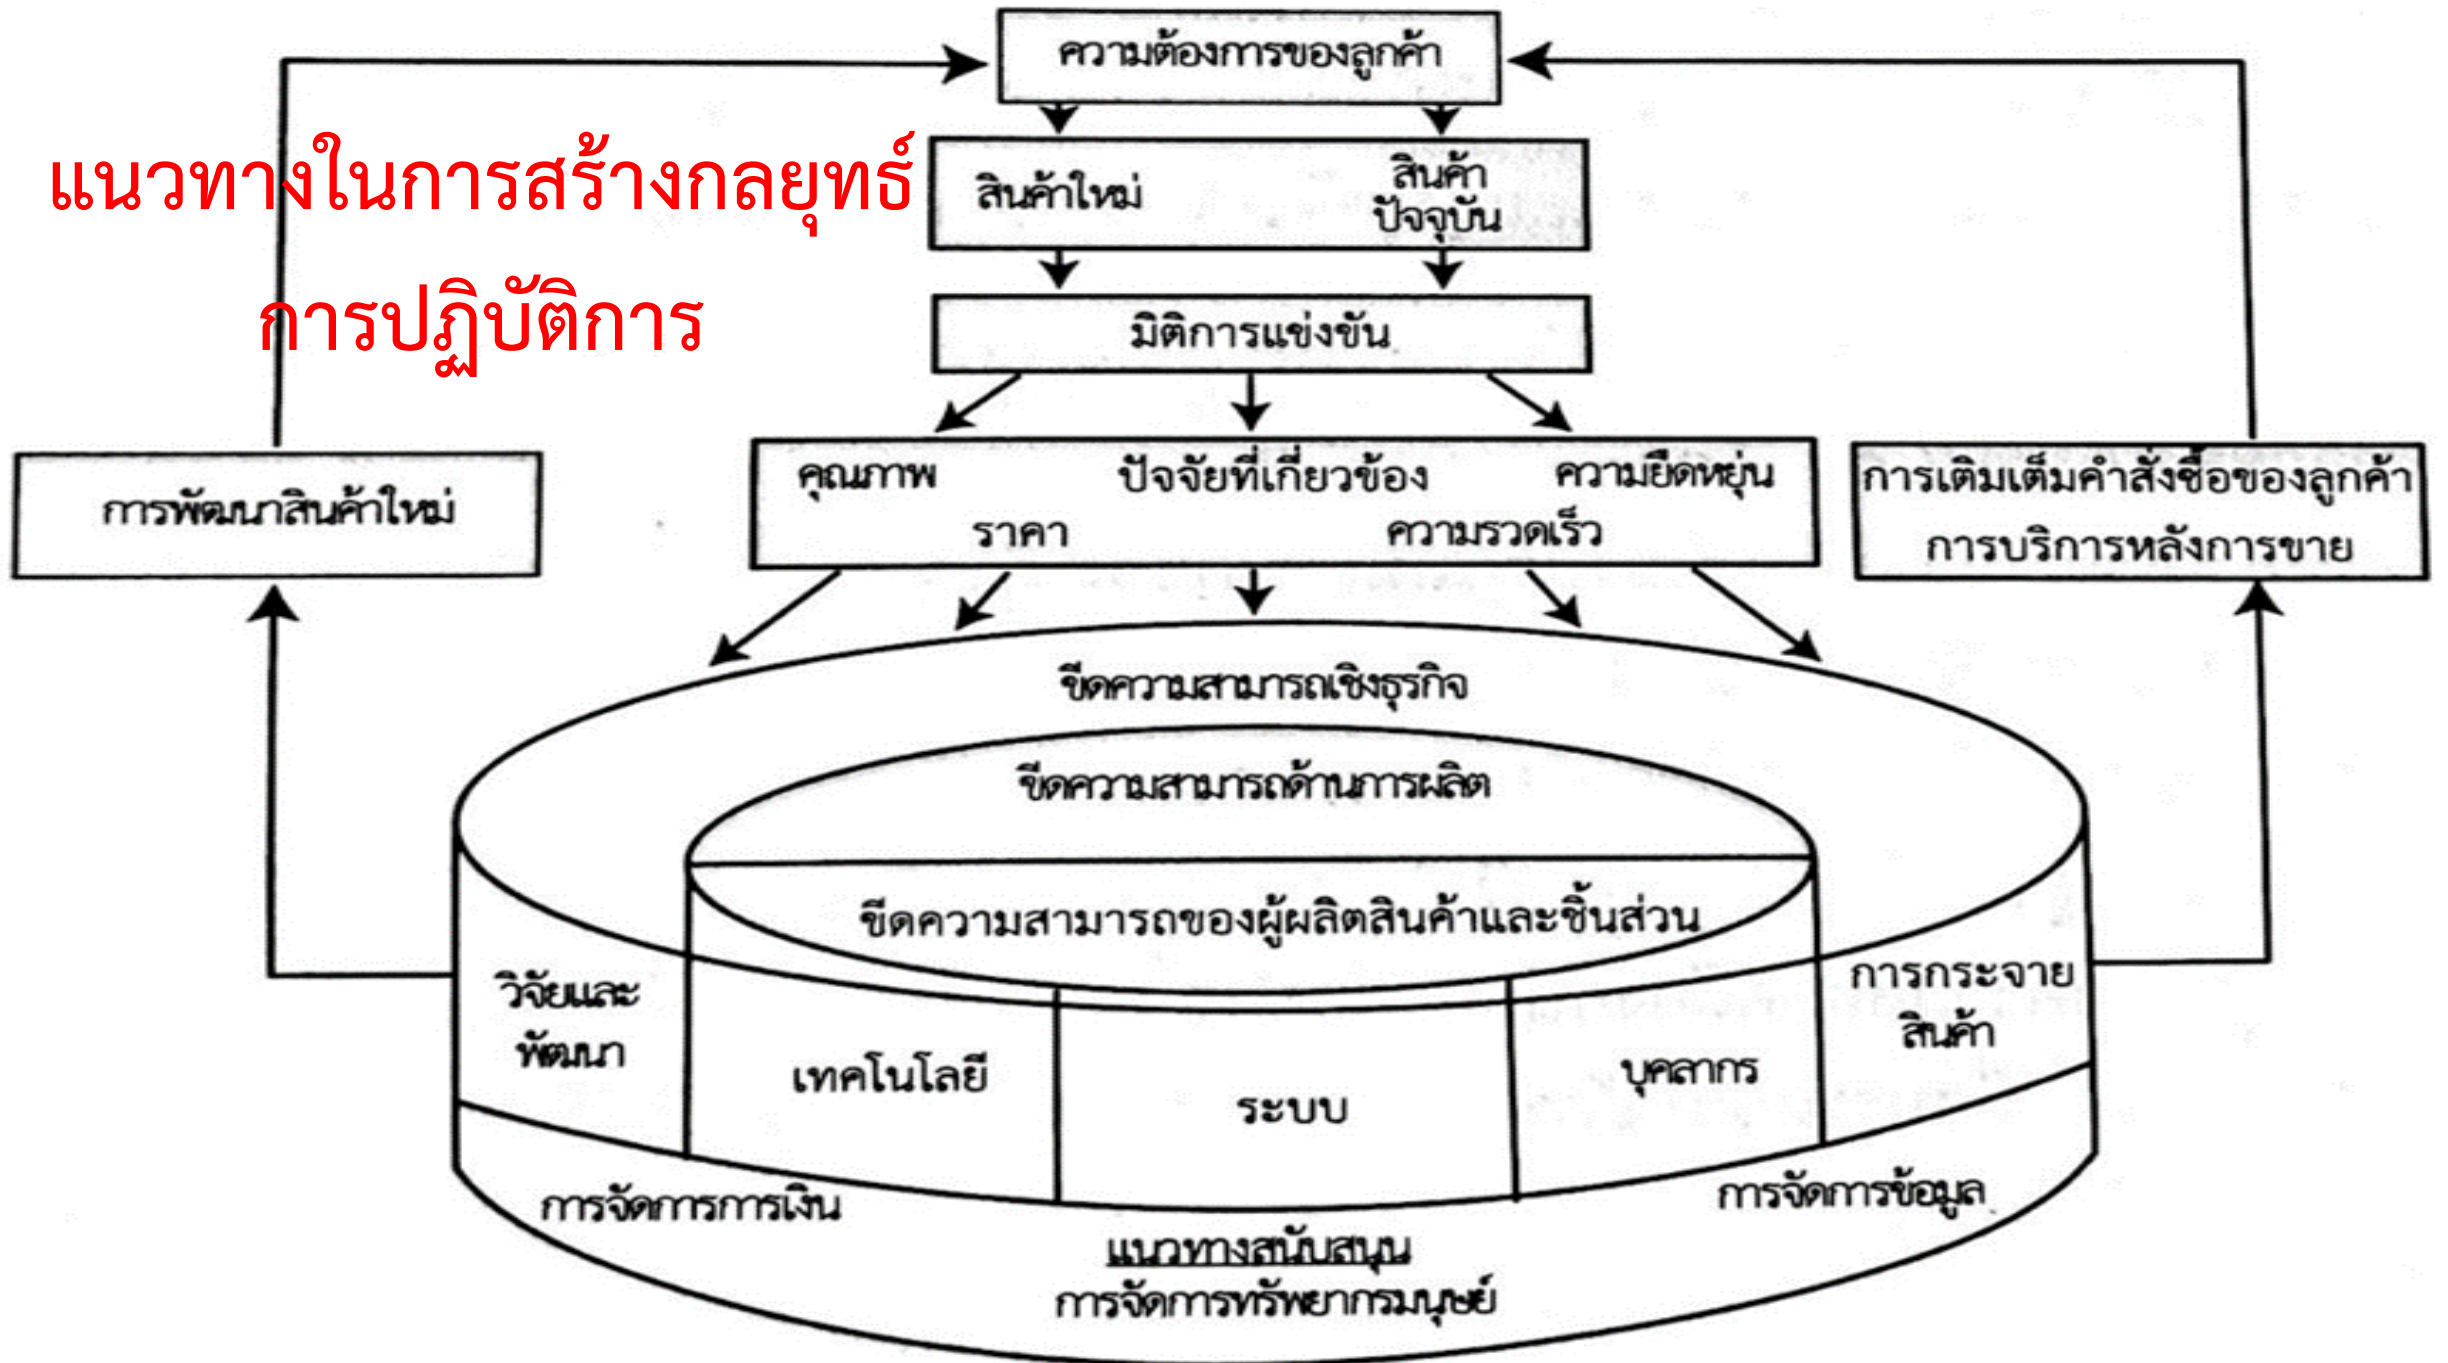 ความต้องการของลูกค้า
แนวทางในการสร้างกลยุทธ์
การปฏิบัติการ
สินค้าใหม่
สินค้า
ปัจจุบัน
มิติการแข่งขัน
การพัฒนาสินค้าใหม่
คุณภาพ ปัจจัยที่เกี่ยวข้อง ความยืดหยุ่น
ราคา ความรวดเร็ว
การเติมเต็มคำสั่งซื้อของลูกค้า
การบริการหลังการขาย
ขีดความสามารถเชิงธุรกิจ
ขีดความสามารถด้านการผลิต
ขีดความสามารถของผู้ผลิตสินค้าและชิ้นส่วน
วิจัยและ
พัฒนา
เทคโนโลยี
ระบบ
บุคลากร
การกระจาย
สินค้า
การจัดการการเงิน
การจัดการข้อมูล
แนวทางสนับสนุน
การจัดการทรัพยากรมนุษย์